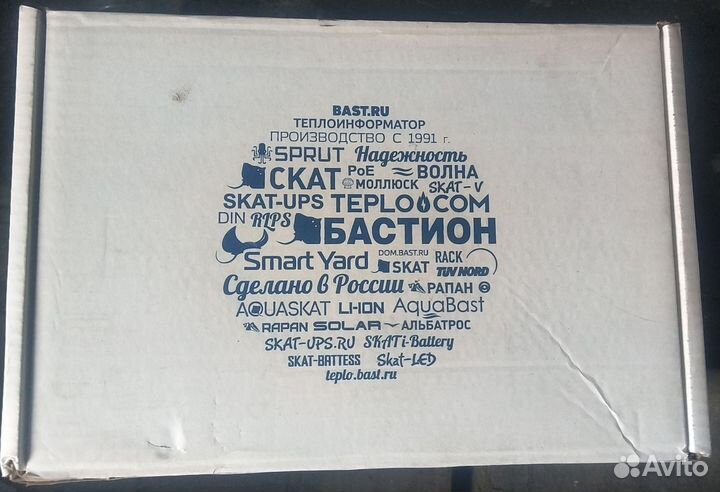 BAST.RU
ТЕПЛОИНФОРМАТОР
ПРОИЗВОДСТВО С 1991 г.
SPRUT Надежность
СКАТ PoE ВОЛНА
МОЛЛЮСК SKAT-V
SKAT-UPS TEPLOCOM
DIN RLPS БАСТИОН
Smart Yard DOM.BAST.RU RACK
SKAT TUV NORD
Сделано в России РАПАН
AQUASKAT LI-ION AquaBast
RAPAN SOLAR АЛЬБАТРОС
SKAT-UPS.RU SKAT i-Battery
SKAT-BATTESS Skat-LED
teplo.bast.ru
Avito